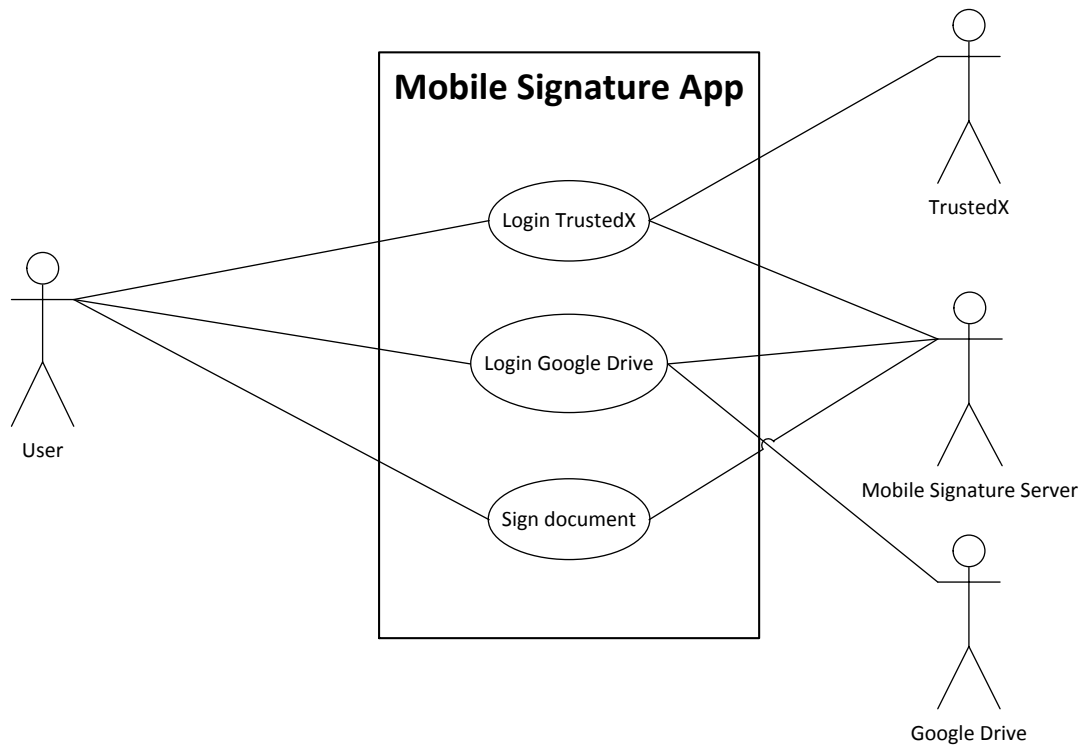 Mobile Signature App
Login TrustedX
TrustedX
Login Google Drive
User
Mobile Signature Server
Sign document
Google Drive